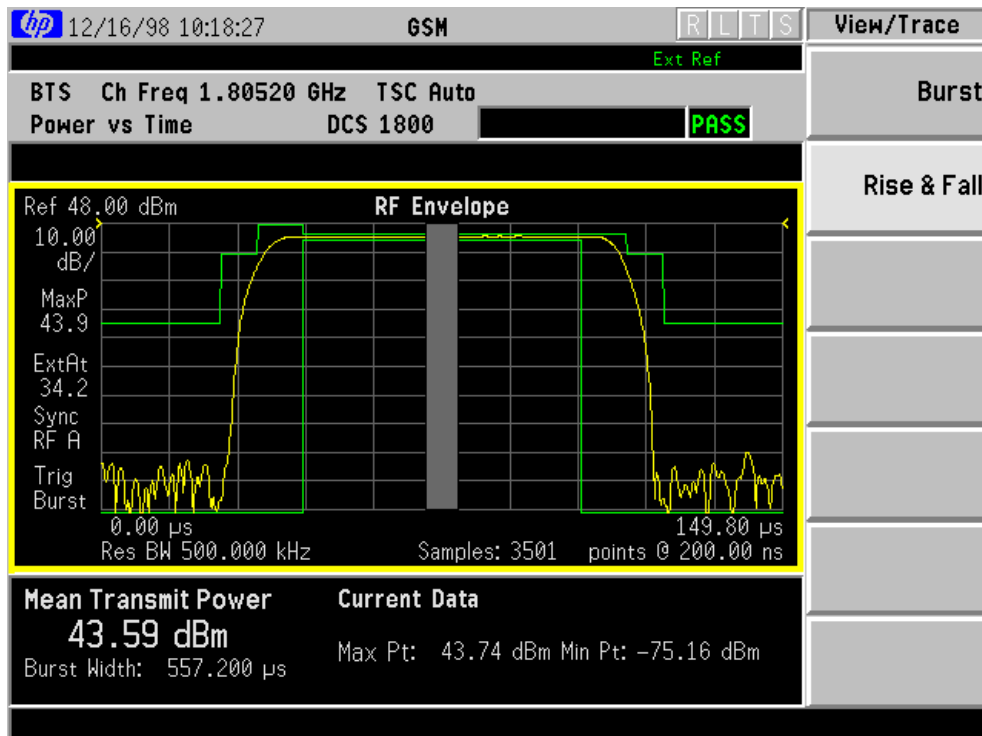 hp 12/16/98 10:18:27 GSM R L T S View/Trace
Ext Ref
BTS Ch Freq 1.80520 GHz TSC Auto
Power vs Time DCS 1800 PASS
Burst
Rise & Fall
Ref 48.00 dBm RF Envelope
10.00
dB/
MaxP
43.9
ExtAt
34.2
Sync
RF A
Trig
Burst
0.00 µs 149.80 µs
Res BW 500.000 kHz Samples: 3501 points @ 200.00 ns
Mean Transmit Power Current Data
43.59 dBm
Max Pt: 43.74 dBm Min Pt: -75.16 dBm
Burst Width: 557.200 µs